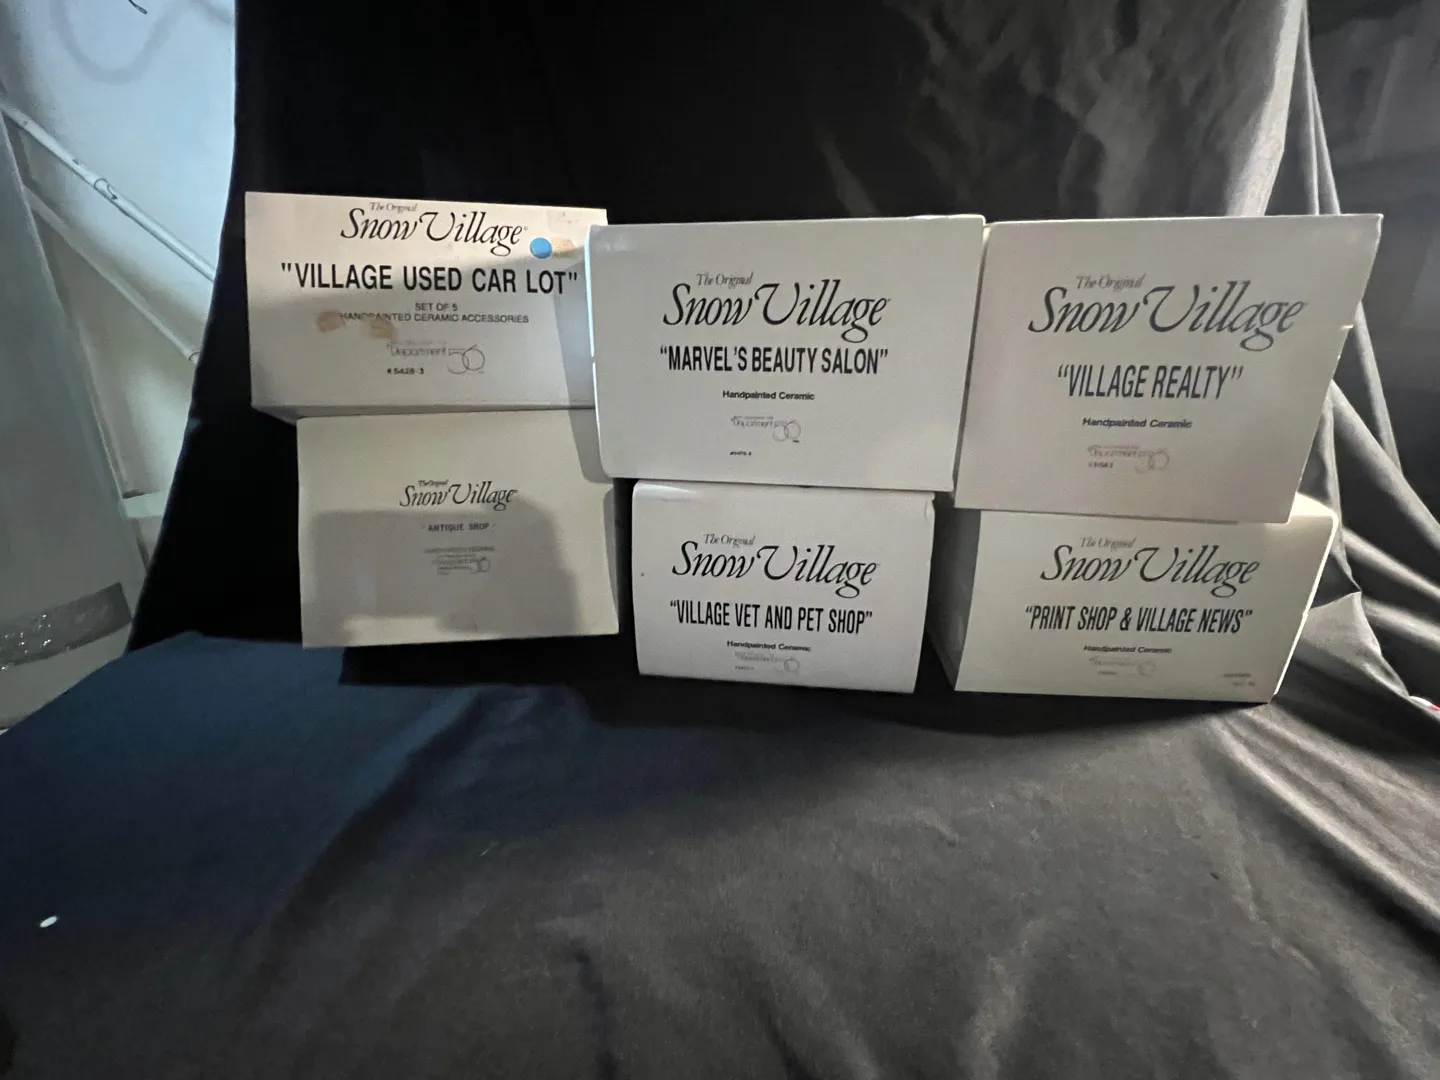 The Original
Snow Village
"VILLAGE USED CAR LOT"
SET OF 5
HANDPAINTED CERAMIC ACCESSORIES
Department 56
#5428-3
The Original
Snow Village
"MARVEL'S BEAUTY SALON"
Handpainted Ceramic
Department 56
The Original
Snow Village
"VILLAGE REALTY"
Handpainted Ceramic
Department 56
The Original
Snow Village
ANTIQUE SHOP
The Original
Snow Village
"VILLAGE VET AND PET SHOP"
Handpainted Ceramic
The Original
Snow Village
"PRINT SHOP & VILLAGE NEWS"
Handpainted Ceramic